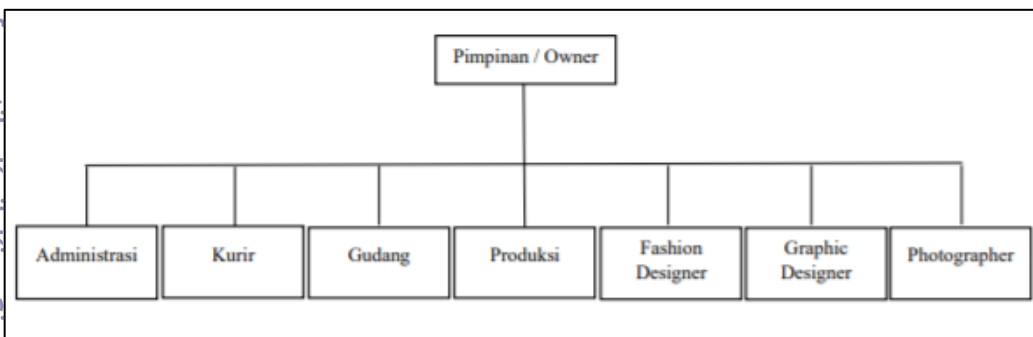 Pimpinan / Owner
Administrasi
Kurir
Gudang
Produksi
Fashion
Designer
Graphic
Designer
Photographer